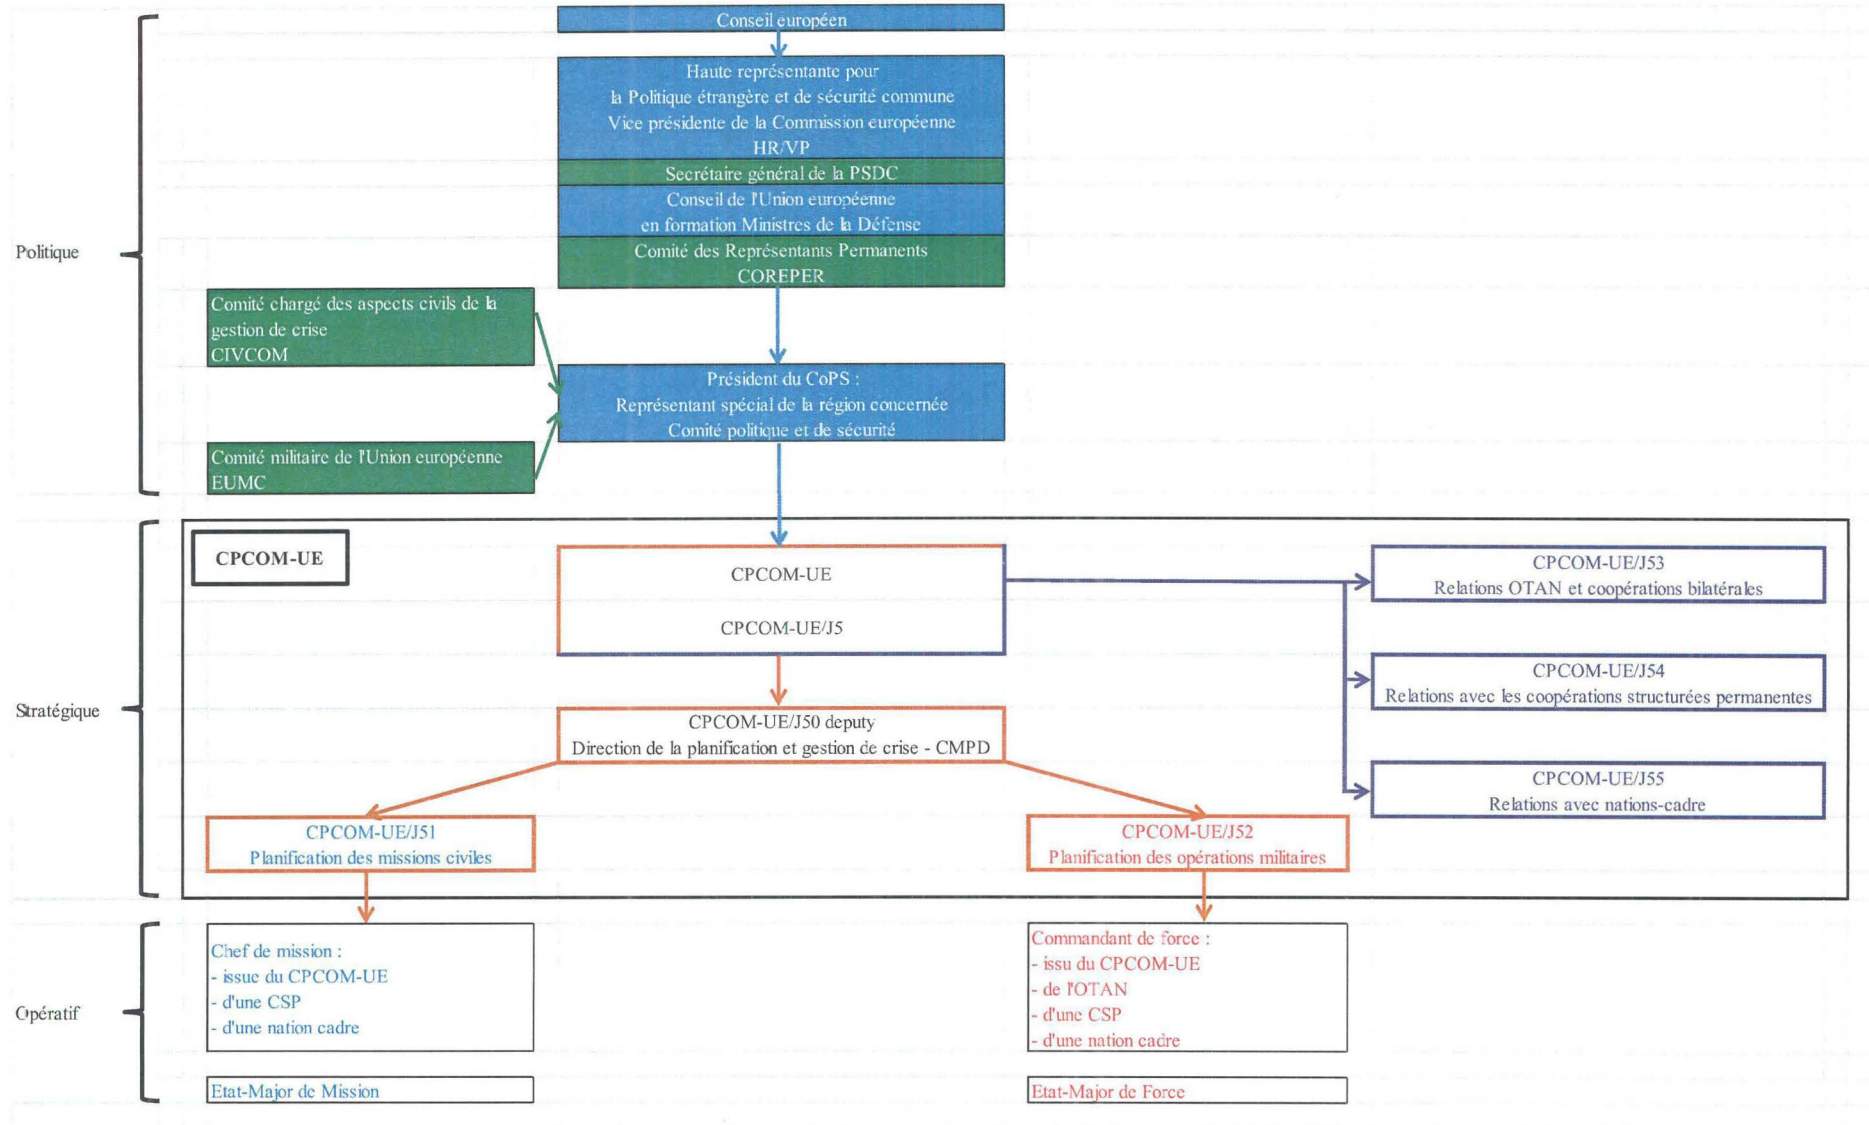 Conseil européen
Haute représentante pour
la Politique étrangère et de sécurité commune
Vice présidente de la Commission européenne
HR/VP
Secrétaire général de la PSDC
Conseil de l'Union européenne
en formation Ministres de la Défense
Politique
Comité des Représentants Permanents
COREPER
Comité chargé des aspects civils de la
gestion de crise
CIVCOM
Président du CoPS :
Représentant spécial de la région concernée
Comité politique et de sécurité
Comité militaire de l'Union européenne
EUMC
CPCOM-UE
CPCOM-UE
CPCOM-UE/J5
CPCOM-UE/J53
Relations OTAN et coopérations bilatérales
CPCOM-UE/J54
Relations avec les coopérations structurées permanentes
Stratégique
CPCOM-UE/J50 deputy
Direction de la planification et gestion de crise - CMPD
CPCOM-UE/J55
Relations avec nations-cadre
CPCOM-UE/J51
Planification des missions civiles
CPCOM-UE/J52
Planification des opérations militaires
Opératif
Chef de mission :
- issue du CPCOM-UE
- d'une CSP
- d'une nation cadre
Commandant de force :
- issu du CPCOM-UE
- de l'OTAN
- d'une CSP
- d'une nation cadre
Etat-Major de Mission
Etat-Major de Force